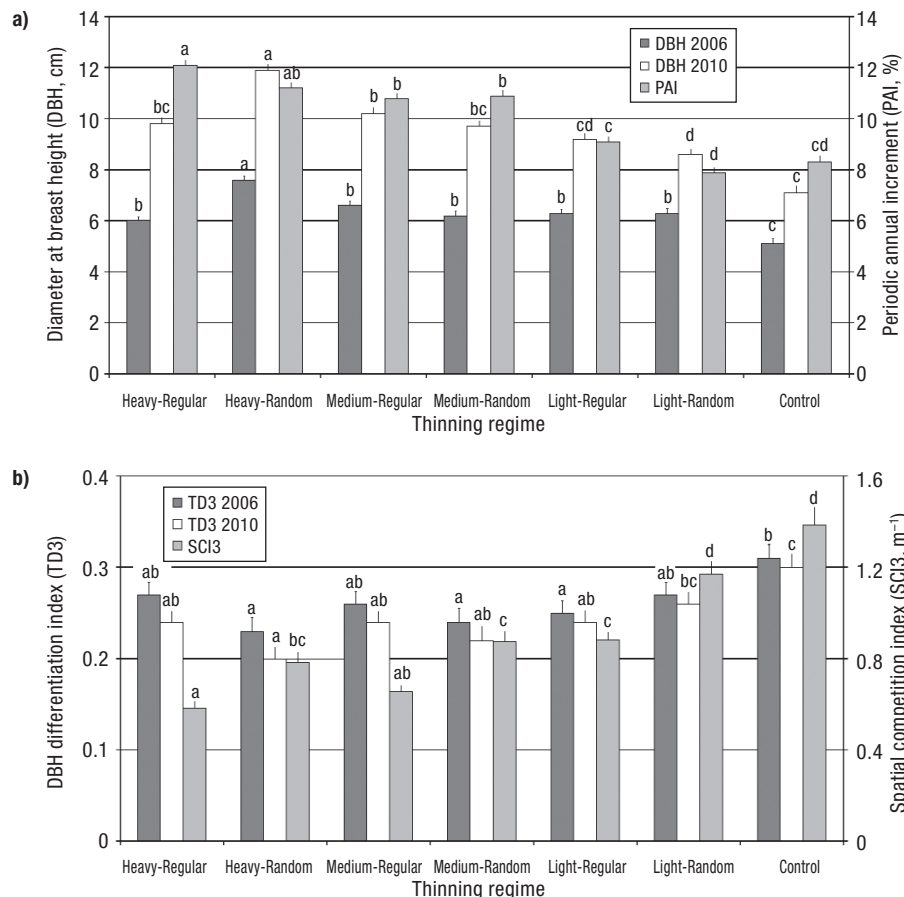 a)
14
12
10
8
6
4
2
0
Diameter at breast height (DBH, cm)
DBH 2006
DBH 2010
PAI
14
12
10
8
6
4
2
0
Periodic annual increment (PAI, %)
b bc a
a a ab
b b b
b bc b
b cd c
b d d
c c cd
Heavy-Regular Heavy-Random Medium-Regular Medium-Random Light-Regular Light-Random Control
Thinning regime
b)
0.4
0.3
0.2
0.1
0
DBH differentiation index (TD3)
TD3 2006
TD3 2010
SCI3
1.6
1.2
0.8
0.4
0
Spatial competition index (SCI3, m⁻¹)
ab ab a
a a bc
ab ab ab
a ab c
a ab c
ab bc d
b c d
Heavy-Regular Heavy-Random Medium-Regular Medium-Random Light-Regular Light-Random Control
Thinning regime